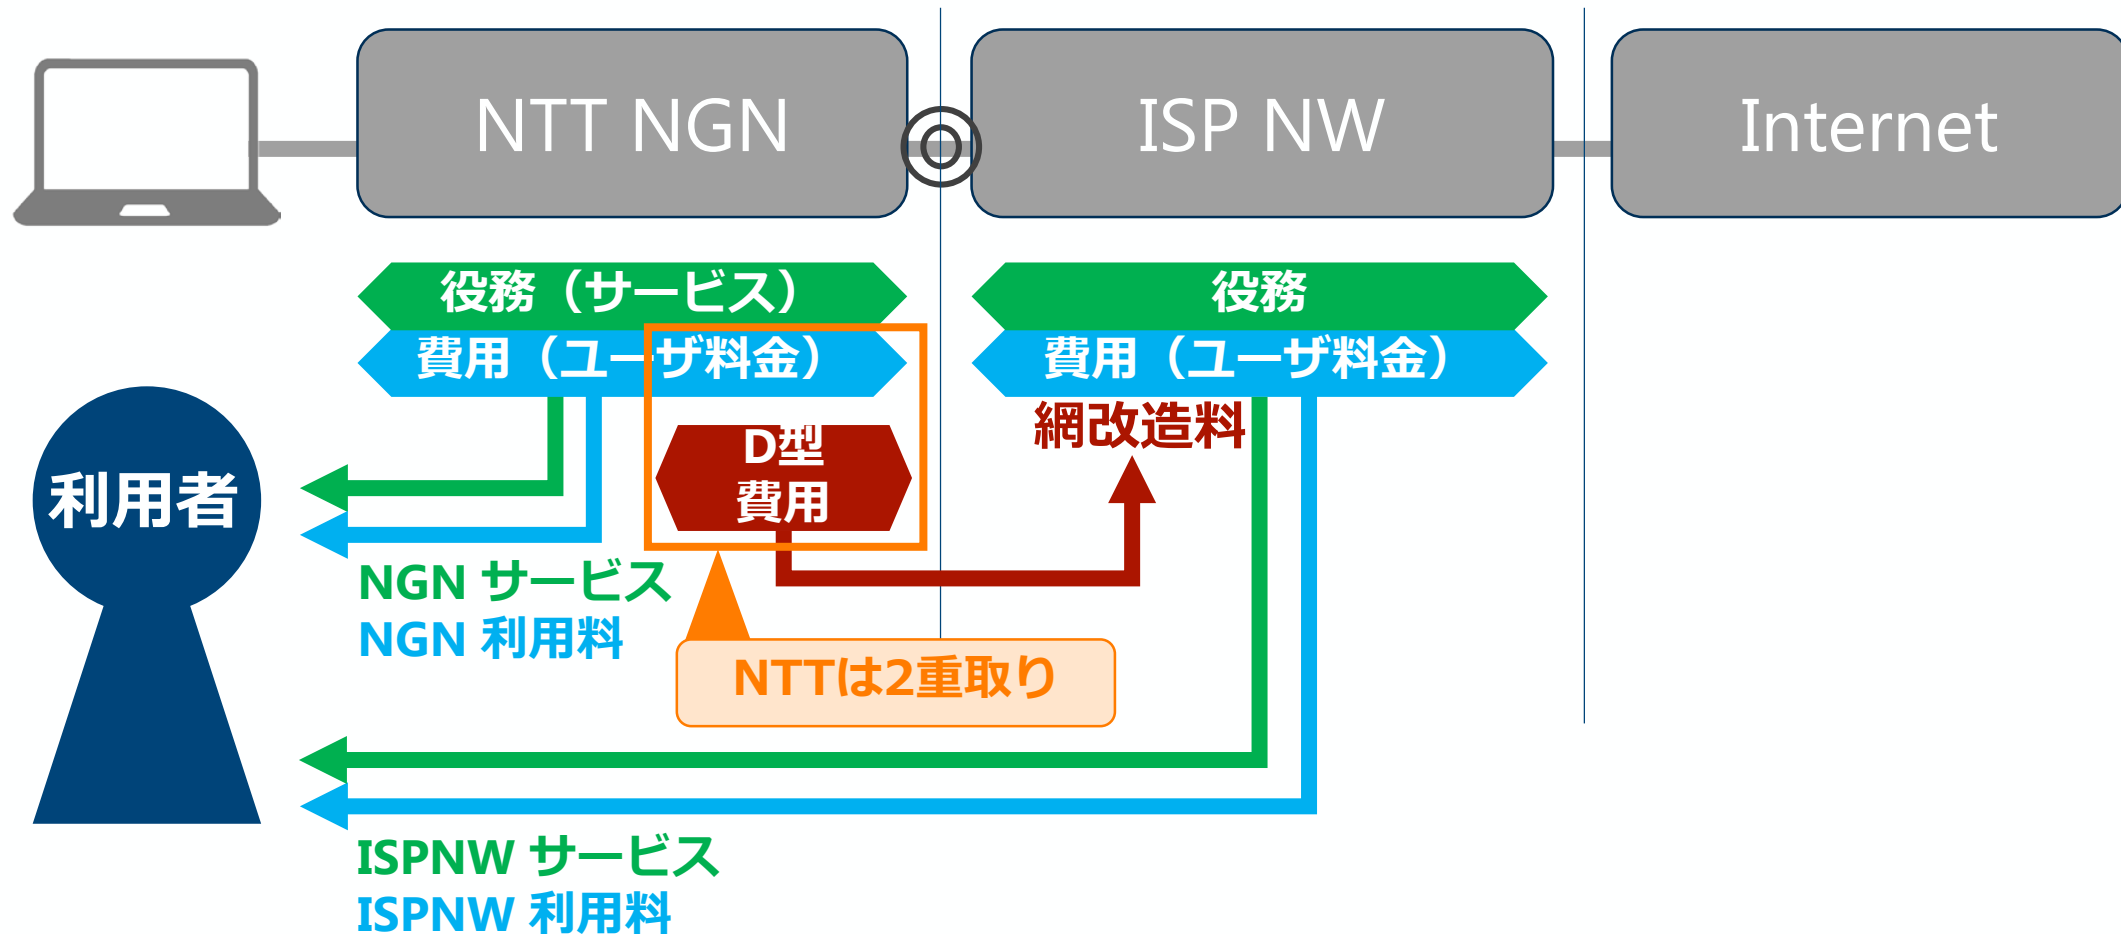 NTT NGN
ISP NW
Internet
役務（サービス）
役務
費用（ユーザ料金）
費用（ユーザ料金）
網改造料
D型
費用
利用者
NGN サービス
NGN 利用料
NTTは2重取り
ISPNW サービス
ISPNW 利用料